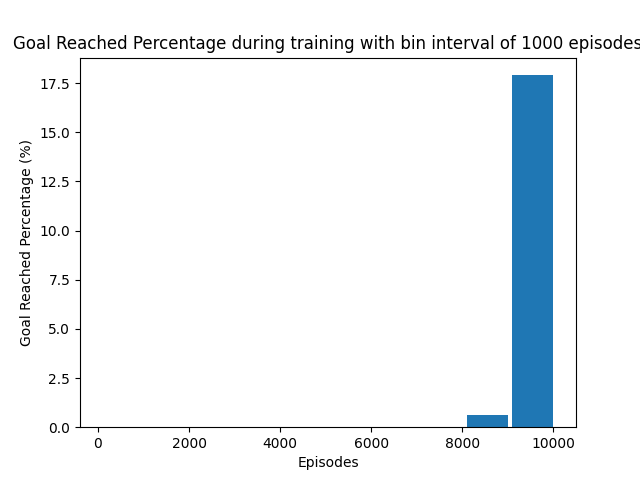 Goal Reached Percentage during training with bin interval of 1000 episodes
17.5
15.0
12.5
10.0
7.5
5.0
2.5
0.0
Goal Reached Percentage (%)
0 2000 4000 6000 8000 10000
Episodes